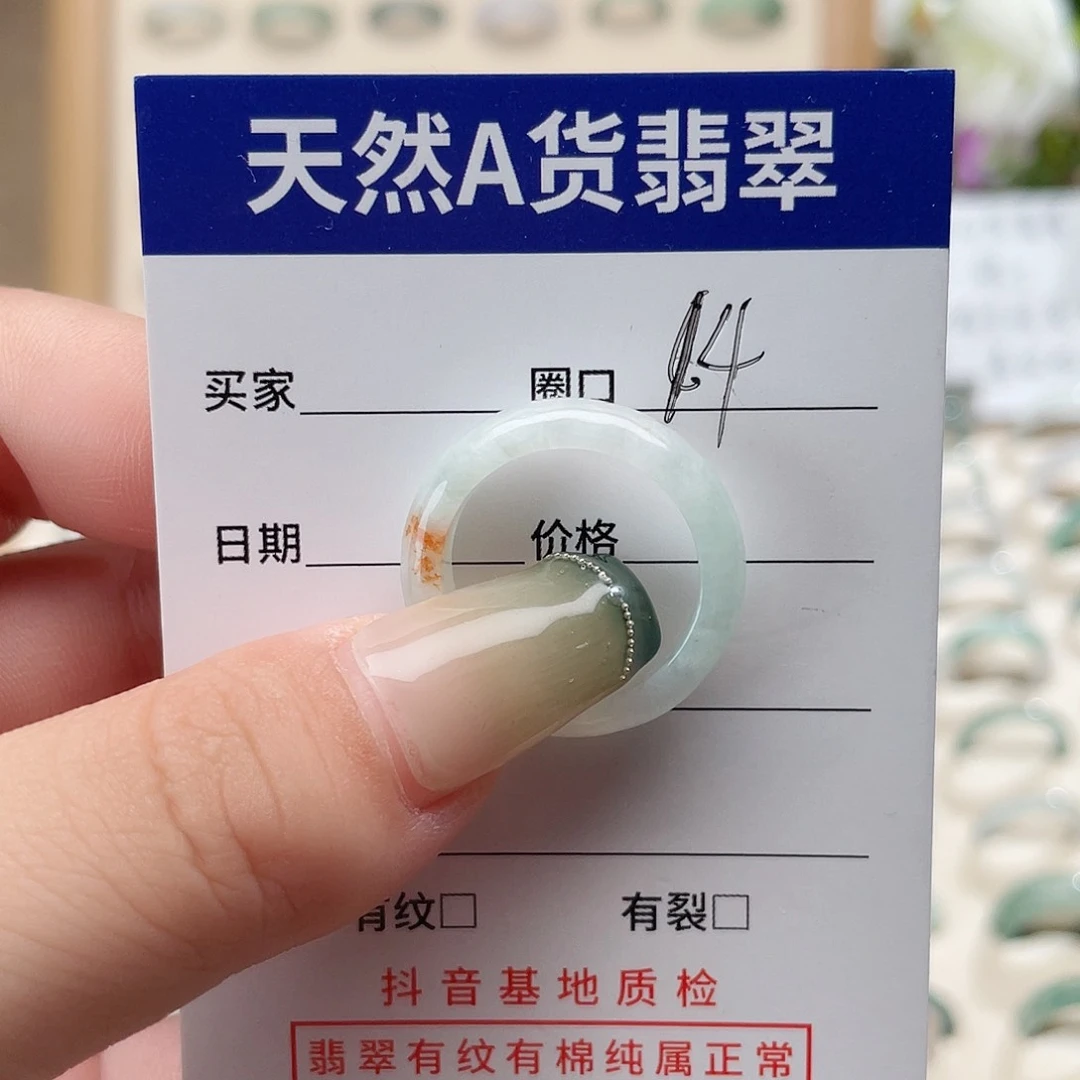 天然A货翡翠
买家 圈口 14
日期 价格
有纹□ 有裂□
抖音基地质检
翡翠有纹有棉纯属正常